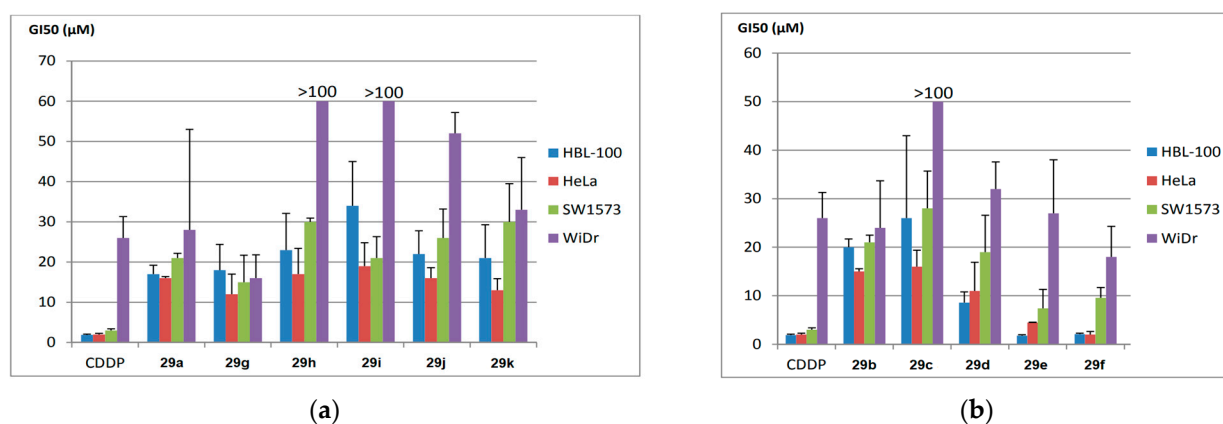 GI50 (µM)
70
60
50
40
30
20
10
0
>100 >100
CDDP 29a 29g 29h 29i 29j 29k
HBL-100
HeLa
SW1573
WiDr
(a)
GI50 (µM)
60
50
40
30
20
10
0
>100
CDDP 29b 29c 29d 29e 29f
HBL-100
HeLa
SW1573
WiDr
(b)